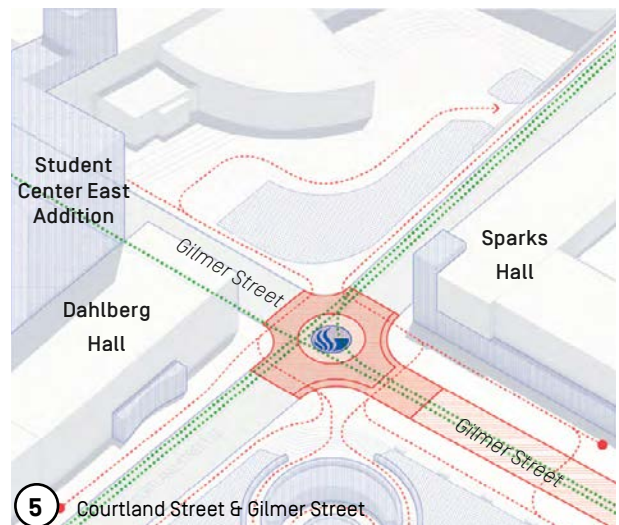 Student
Center East
Addition
Gilmer Street
Sparks
Hall
Dahlberg
Hall
Gilmer Street
5 Courtland Street & Gilmer Street